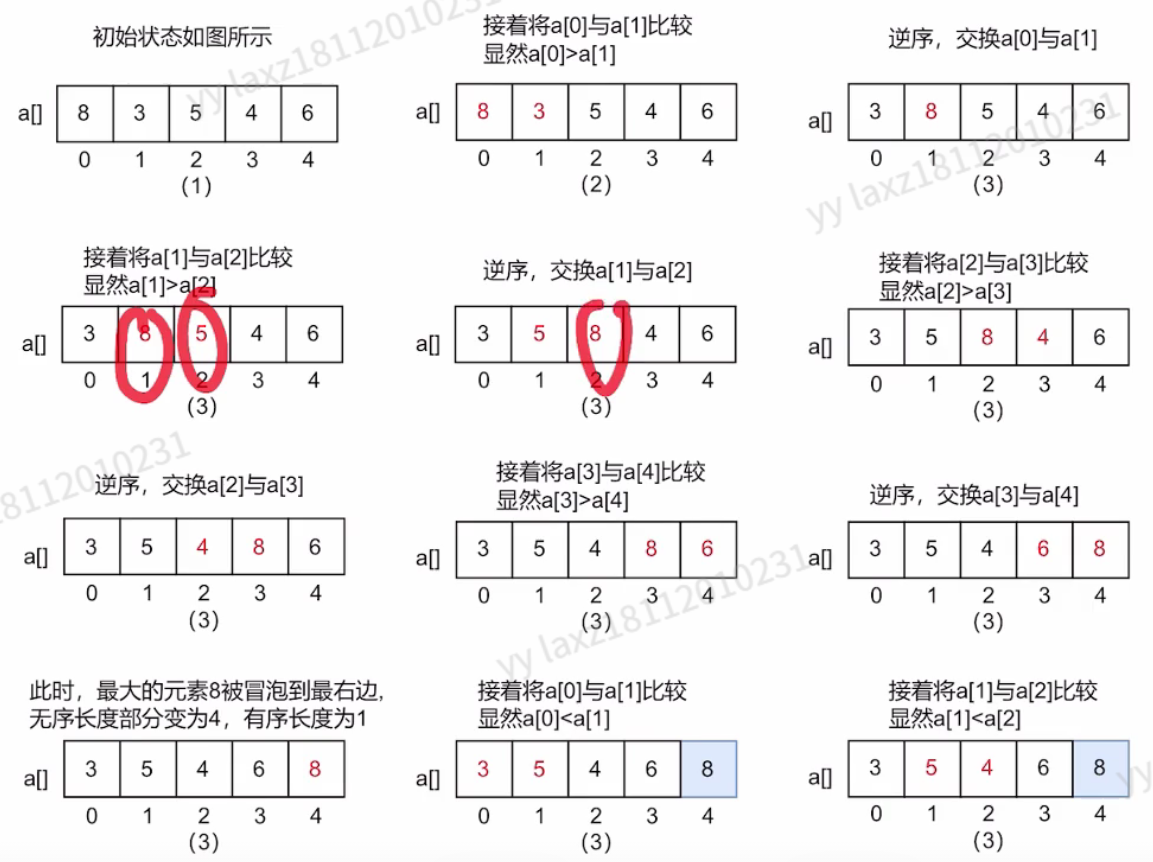 初始状态如图所示
a[] 8 3 5 4 6
0 1 2 3 4
(1)
接着将a[0]与a[1]比较
显然a[0]>a[1]
a[] 8 3 5 4 6
0 1 2 3 4
(2)
逆序，交换a[0]与a[1]
a[] 3 8 5 4 6
0 1 2 3 4
(3)
接着将a[1]与a[2]比较
显然a[1]>a[2]
a[] 3 8 5 4 6
0 1 2 3 4
(3)
逆序，交换a[1]与a[2]
a[] 3 5 8 4 6
0 1 2 3 4
(3)
接着将a[2]与a[3]比较
显然a[2]>a[3]
a[] 3 5 8 4 6
0 1 2 3 4
(3)
逆序，交换a[2]与a[3]
a[] 3 5 4 8 6
0 1 2 3 4
(3)
接着将a[3]与a[4]比较
显然a[3]>a[4]
a[] 3 5 4 8 6
0 1 2 3 4
(3)
逆序，交换a[3]与a[4]
a[] 3 5 4 6 8
0 1 2 3 4
(3)
此时，最大的元素8被冒泡到最右边,
无序长度部分变为4，有序长度为1
a[] 3 5 4 6 8
0 1 2 3 4
(3)
接着将a[0]与a[1]比较
显然a[0]<a[1]
a[] 3 5 4 6 8
0 1 2 3 4
(3)
接着将a[1]与a[2]比较
显然a[1]<a[2]
a[] 3 5 4 6 8
0 1 2 3 4
(3)
yy laxz18112010231
yy laxz18112010231
18112010231
yy laxz18112010231
yy